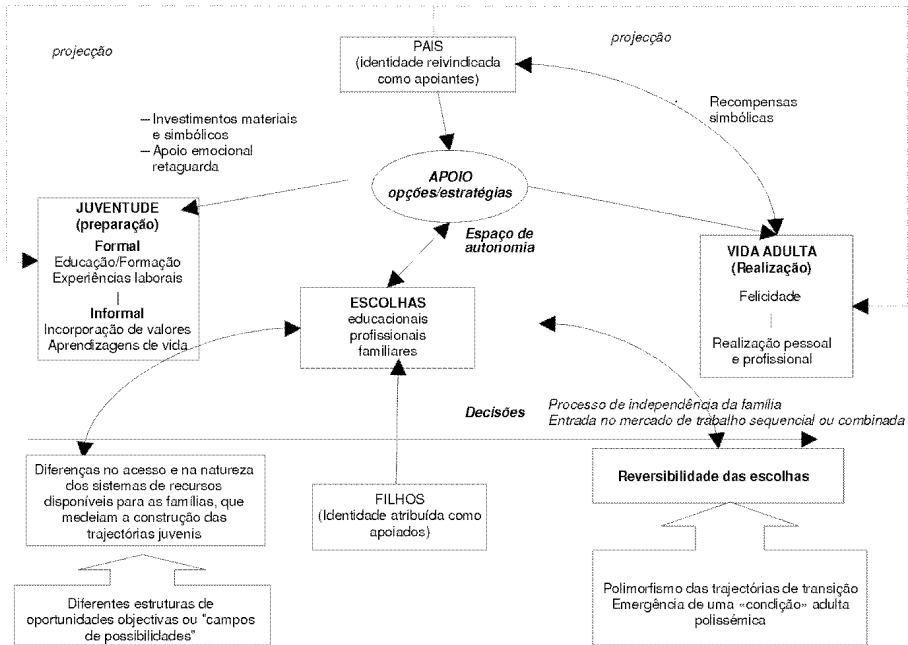 projecção
projecção
PAIS
(identidade reivindicada
como apoiantes)
Recompensas
simbólicas
— Investimentos materiais
e simbólicos
— Apoio emocional
retaguarda
APOIO
opções/estratégias
JUVENTUDE
(preparação)
Formal
Educação/Formação
Experiências laborais
Informal
Incorporação de valores
Aprendizagens de vida
Espaço de
autonomia
VIDA ADULTA
(Realização)
Felicidade
Realização pessoal
e profissional
ESCOLHAS
educacionais
profissionais
familiares
Decisões
Processo de independência da família
Entrada no mercado de trabalho sequencial ou combinada
Diferenças no acesso e na natureza
dos sistemas de recursos
disponíveis para as famílias, que
medeiam a construção das
trajectórias juvenis
FILHOS
(Identidade atribuída como
apoiados)
Reversibilidade das escolhas
Diferentes estruturas de
oportunidades objectivas ou "campos
de possibilidades"
Polimorfismo das trajectórias de transição
Emergência de uma «condição» adulta
polissémica